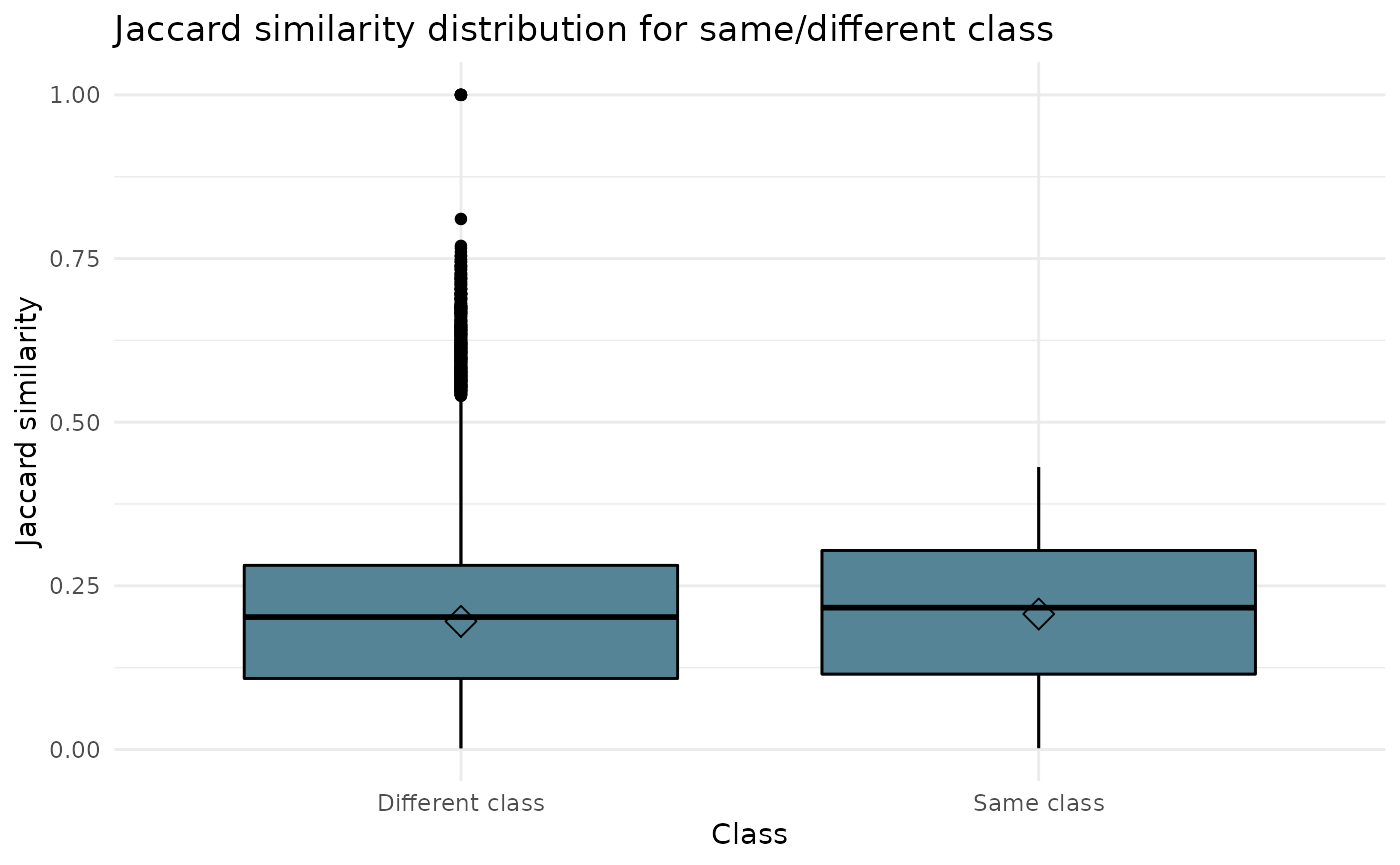 Jaccard similarity distribution for same/different class
1.00
0.75
0.50
0.25
0.00
Jaccard similarity
Different class
Same class
Class